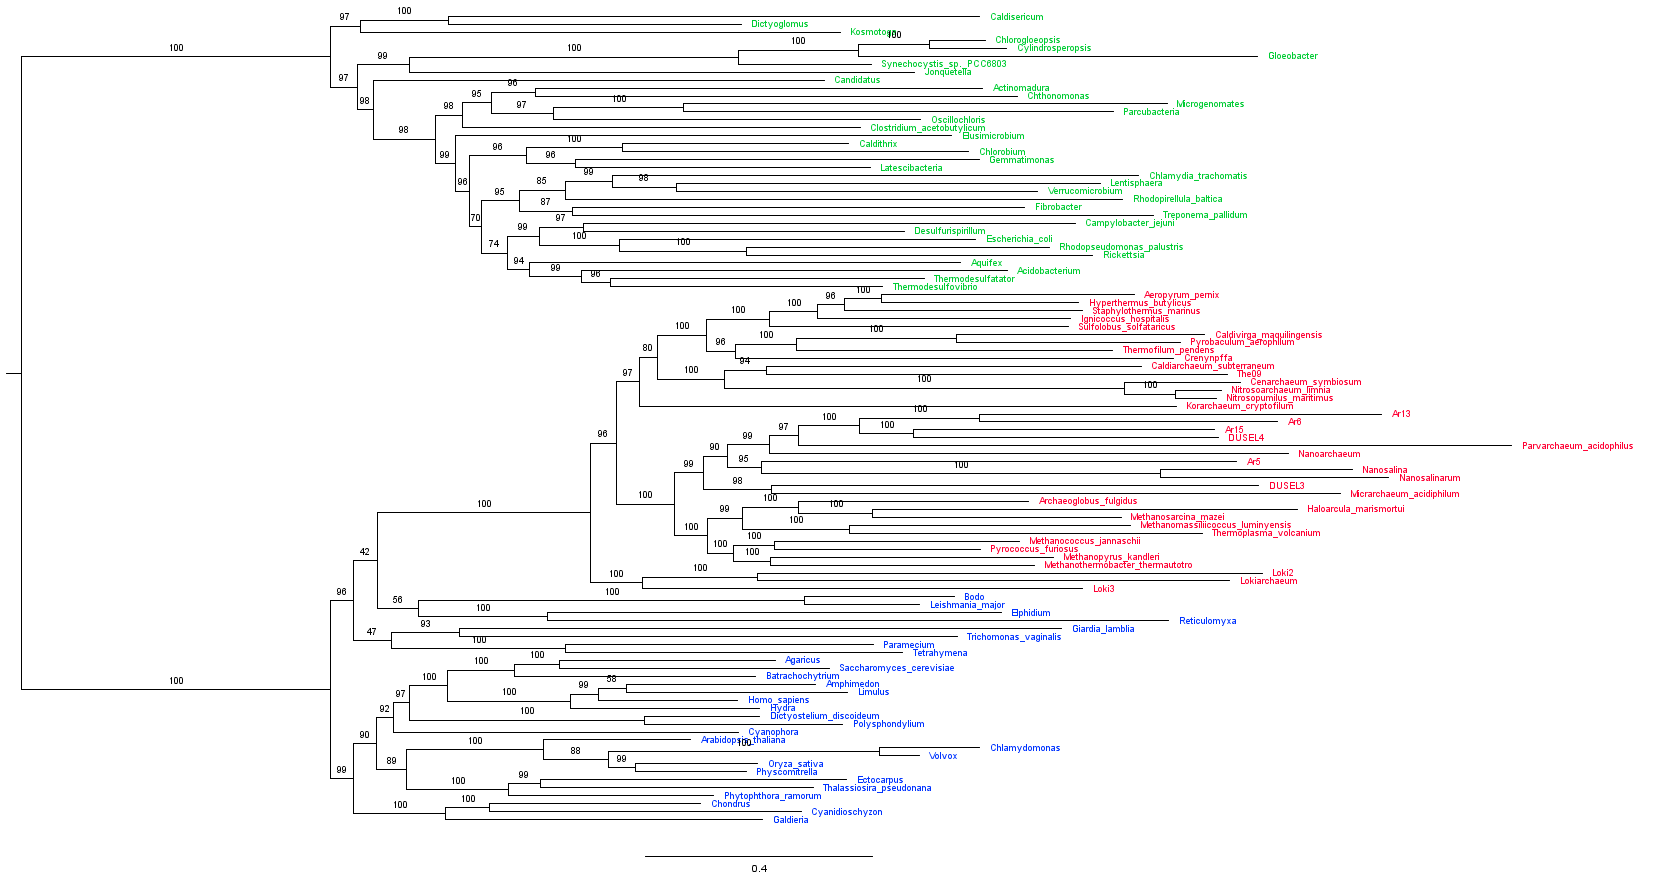 100
97
100
Caldisericum
Dictyoglomus
Kosmotoga
97
99
100
100
100
Chlorogloeopsis
Cylindrosperopsis
Gloeobacter
Synechocystis_sp._PCC6803
Jonquetella
98
Candidatus
98
98
95
96
Actinomadura
Chthonomonas
97
100
Microgenomates
Parcubacteria
Oscillochloris
Clostridium_acetobutylicum
99
Elusimicrobium
96
96
100
Caldithrix
Chlorobium
96
Gemmatimonas
Latescibacteria
70
95
85
99
Chlamydia_trachomatis
98
Lentisphaera
Verrucomicrobium
Rhodopirellula_baltica
87
Fibrobacter
Treponema_pallidum
74
99
97
Campylobacter_jejuni
Desulfurispirillum
100
Escherichia_coli
100
Rhodopseudomonas_palustris
Rickettsia
94
Aquifex
99
Acidobacterium
96
Thermodesulfatator
Thermodesulfovibrio
100
96
42
100
96
97
80
100
100
100
96
100
Aeropyrum_pernix
Hyperthermus_butylicus
Staphylothermus_marinus
Ignicoccus_hospitalis
Sulfolobus_solfataricus
96
100
100
Caldivirga_maquilingensis
Pyrobaculum_aerophilum
Thermofilum_pendens
Crenynpffa
100
94
Caldiarchaeum_subterraneum
The09
100
Cenarchaeum_symbiosum
100
Nitrosoarchaeum_limnia
Nitrosopumilus_maritimus
Korarchaeum_cryptofilum
100
99
90
99
97
100
100
Ar13
Ar6
100
Ar15
DUSEL4
Parvarchaeum_acidophilus
Nanoarchaeum
95
Ar5
100
Nanosalina
Nanosalinarum
98
DUSEL3
Micrarchaeum_acidiphilum
100
99
100
Archaeoglobus_fulgidus
100
Haloarcula_marismortui
Methanosarcina_mazei
100
Methanomassiliicoccus_luminyensis
Thermoplasma_volcanium
100
100
Methanococcus_jannaschii
Pyrococcus_furiosus
100
Methanopyrus_kandleri
Methanothermobacter_thermautotro
100
100
Loki2
Lokiarchaeum
Loki3
56
100
Bodo
Leishmania_major
100
Elphidium
Reticulomyxa
47
93
Giardia_lamblia
Trichomonas_vaginalis
100
Paramecium
Tetrahymena
99
90
92
97
100
100
100
Agaricus
Saccharomyces_cerevisiae
Batrachochytrium
100
99
58
Amphimedon
Limulus
Homo_sapiens
Hydra
100
Dictyostelium_discoideum
Polysphondylium
Cyanophora
89
100
Arabidopsis_thaliana
88
100
Chlamydomonas
Volvox
99
Oryza_sativa
Physcomitrella
100
99
Ectocarpus
Thalassiosira_pseudonana
Phytophthora_ramorum
100
100
Chondrus
Cyanidioschyzon
Galdieria
0.4